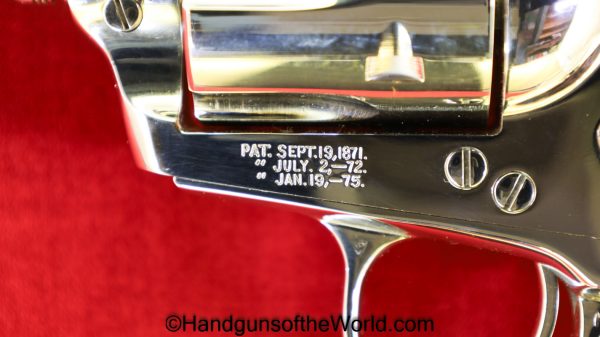 PAT. SEPT.19,1871.
" JULY. 2,–72.
" JAN.19,–75.
©HandgunsoftheWorld.com